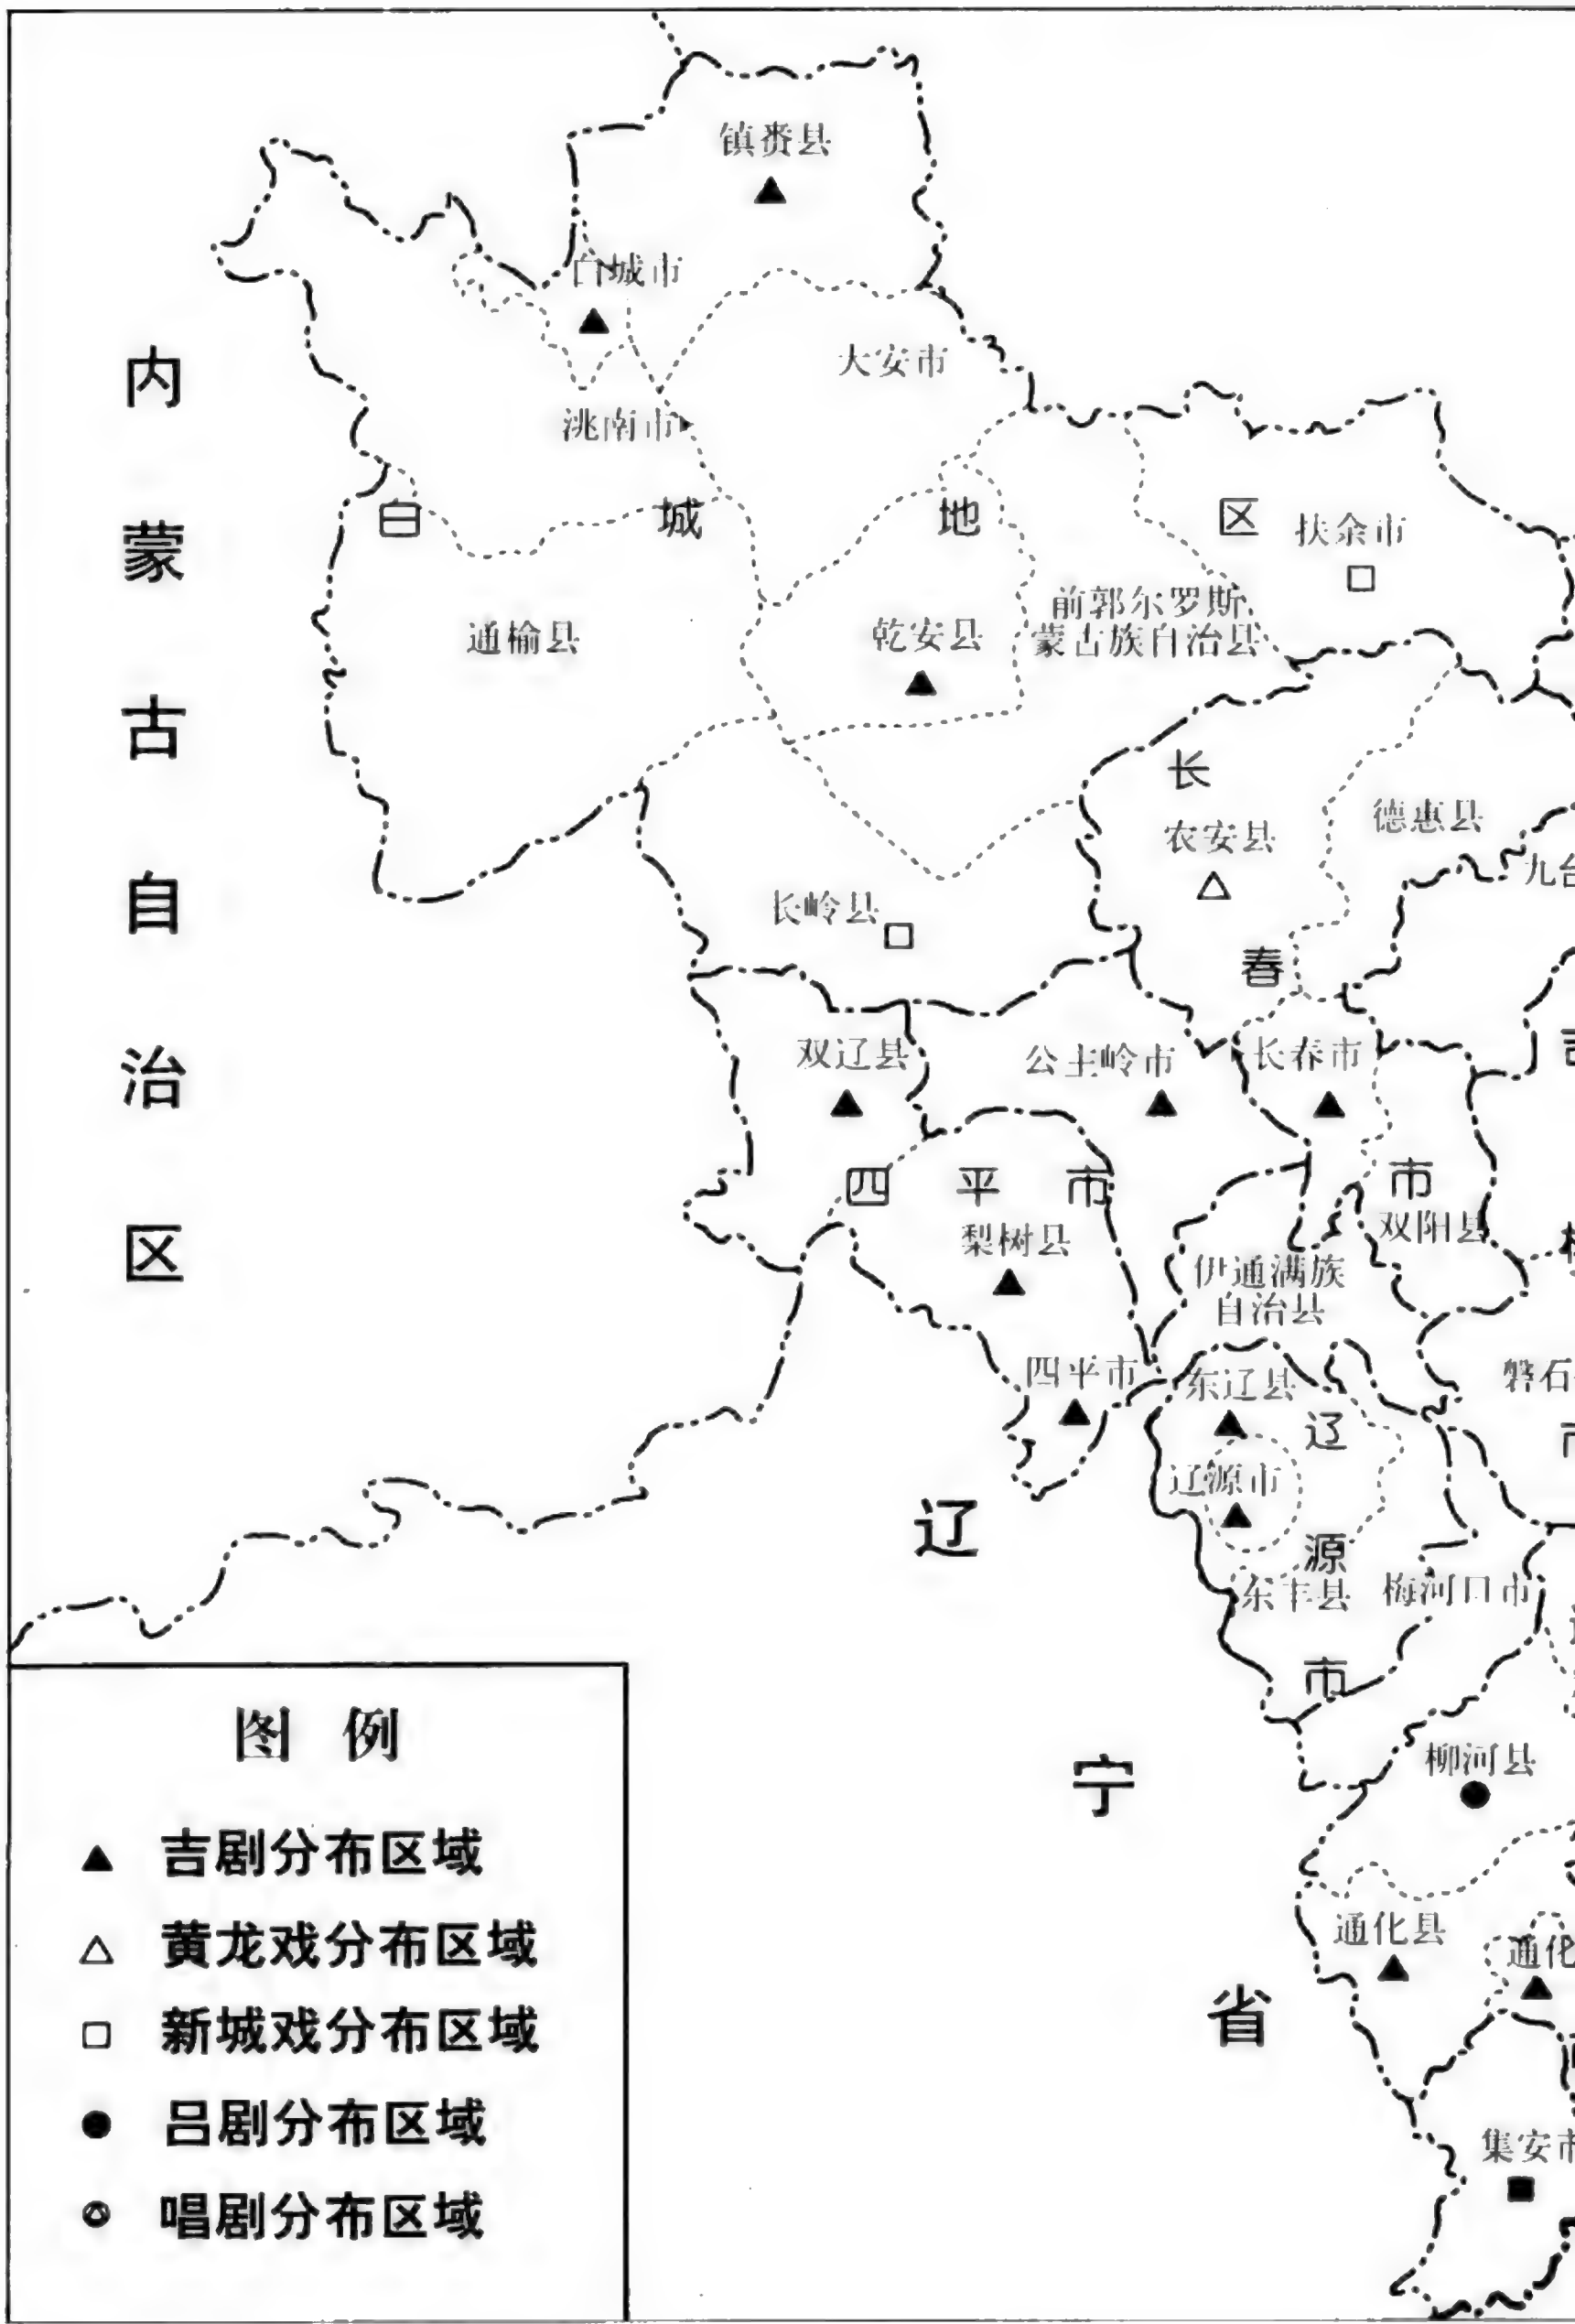 镇赉县
白城市
大安市
洮南市
内蒙古自治区
白城地区
扶余市
前郭尔罗斯
蒙古族自治县
通榆县
乾安县
长春市
农安县
德惠县
九台
长岭县
双辽县
公主岭市
长春市
四平市
梨树县
双阳县
伊通满族
自治县
四平市
东辽县
磐石
辽源市
辽源市
东丰县
梅河口市
辽宁省
柳河县
通化县
通化
集安市
图例
吉剧分布区域
黄龙戏分布区域
新城戏分布区域
吕剧分布区域
唱剧分布区域